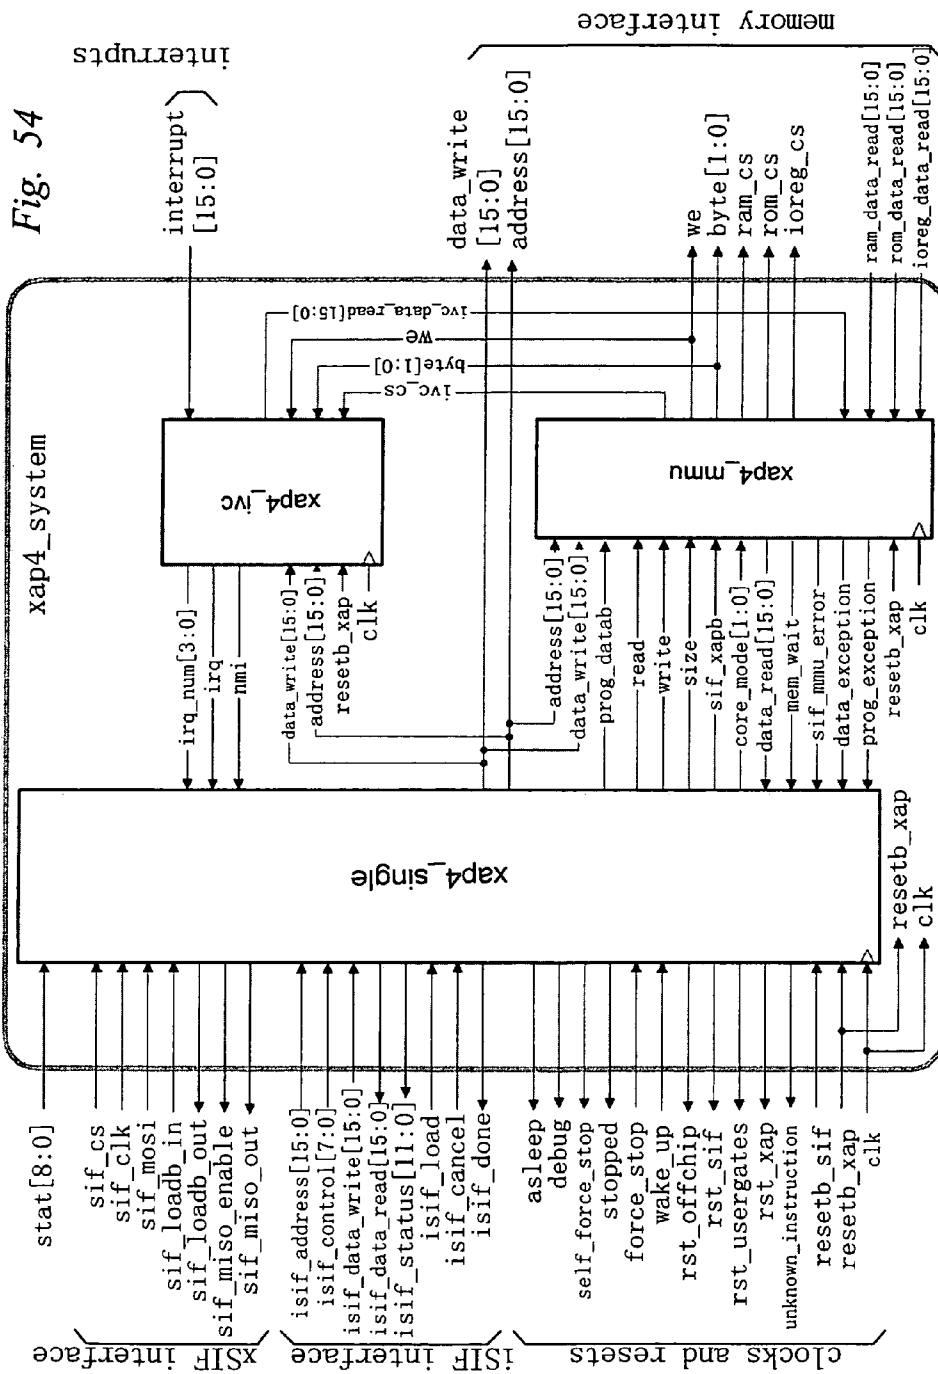 Fig. 54
xap4_system
interrupts
interrupt
[15:0]
memory interface
data_write
[15:0]
address[15:0]
we
byte[1:0]
ram_cs
rom_cs
ioreg_cs
ram_data_read[15:0]
rom_data_read[15:0]
ioreg_data_read[15:0]
ivc_data_read[15:0]
we
byte[1:0]
ivc_cs
xap4_ivc
irq_num[3:0]
irq
nmi
data_write[15:0]
address[15:0]
resetb_xap
clk
xap4_mmu
address[15:0]
data_write[15:0]
prog_datab
read
write
size
sif_xapb
core_mode[1:0]
data_read[15:0]
mem_wait
sif_mmu_error
data_exception
prog_exception
resetb_xap
clk
xap4_single
resetb_xap
clk
stat[8:0]
sif_cs
sif_clk
sif_mosi
sif_loadb_in
sif_loadb_out
sif_miso_enable
sif_miso_out
xSIF interface
isif_address[15:0]
isif_control[7:0]
isif_data_write[15:0]
isif_data_read[15:0]
isif_status[11:0]
isif_load
isif_cancel
isif_done
iSIF interface
asleep
debug
self_force_stop
stopped
force_stop
wake_up
rst_offchip
rst_sif
rst_usergates
rst_xap
unknown_instruction
resetb_sif
resetb_xap
clk
clocks and resets